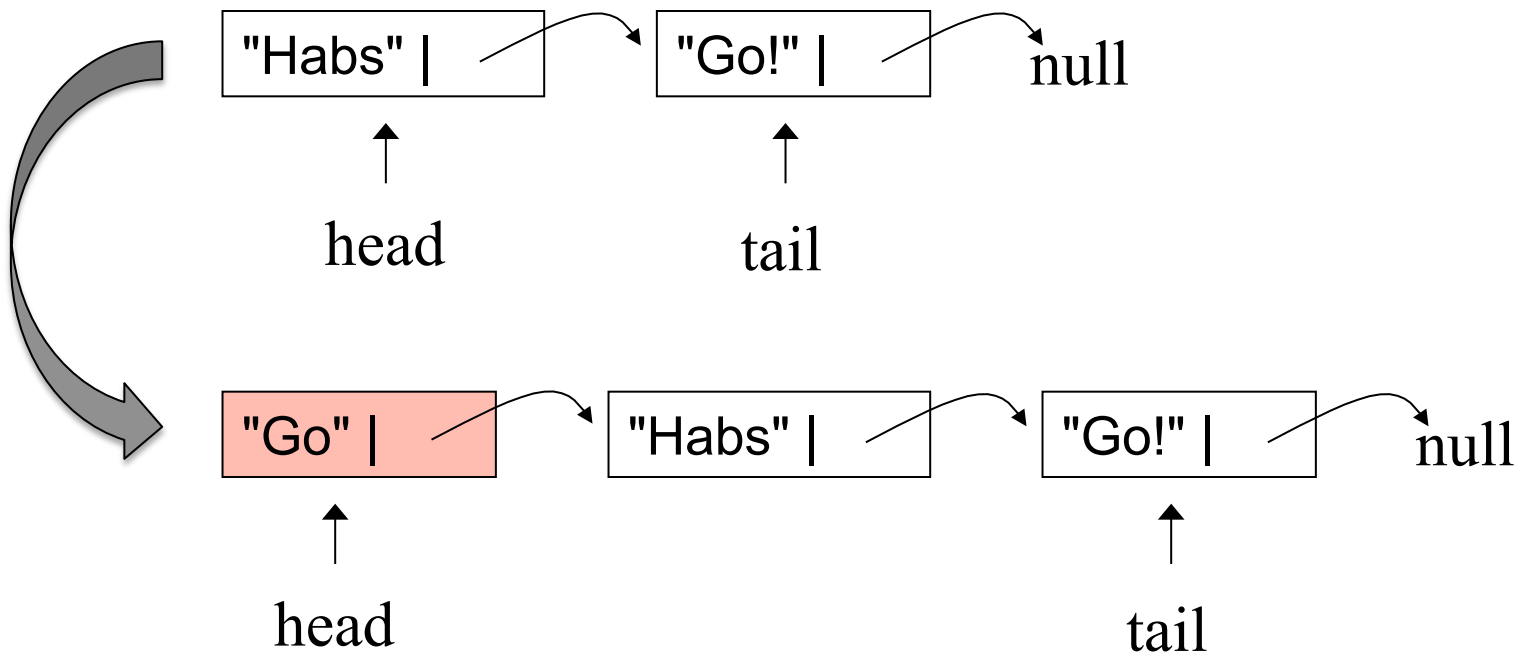 "Habs" | "Go!" | null
head tail
"Go" | "Habs" | "Go!" | null
head tail